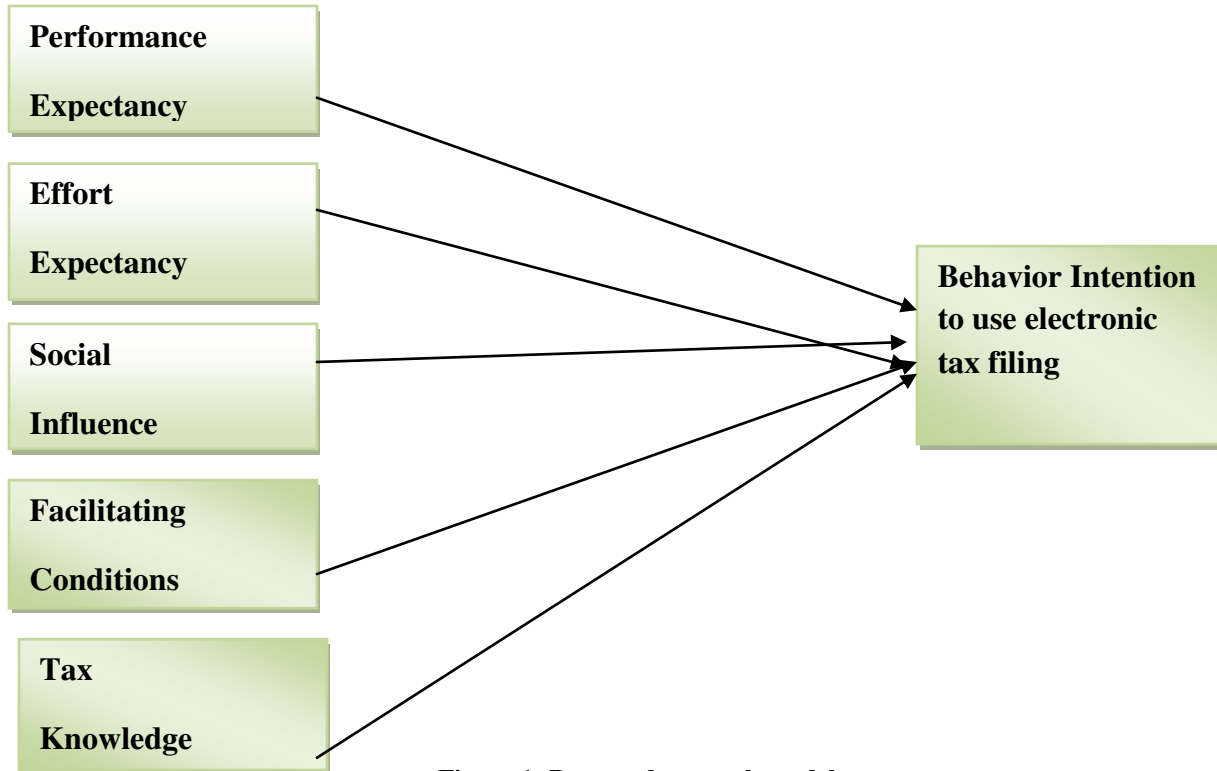 Performance
Expectancy
Effort
Expectancy
Social
Influence
Facilitating
Conditions
Tax
Knowledge
Behavior Intention
to use electronic
tax filing